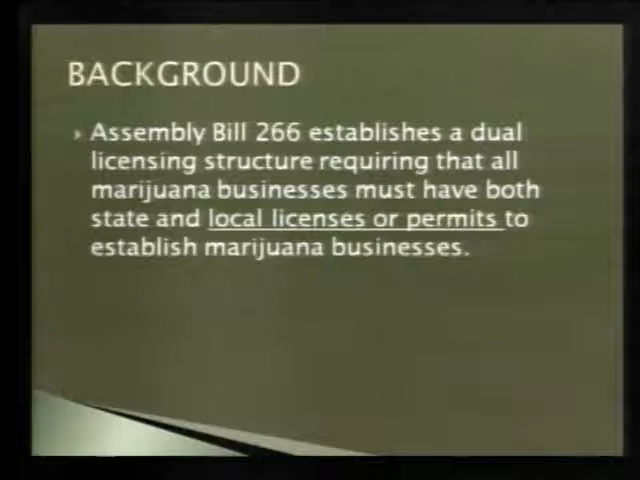 BACKGROUND
Assembly Bill 266 establishes a dual
licensing structure requiring that all
marijuana businesses must have both
state and local licenses or permits to
establish marijuana businesses.